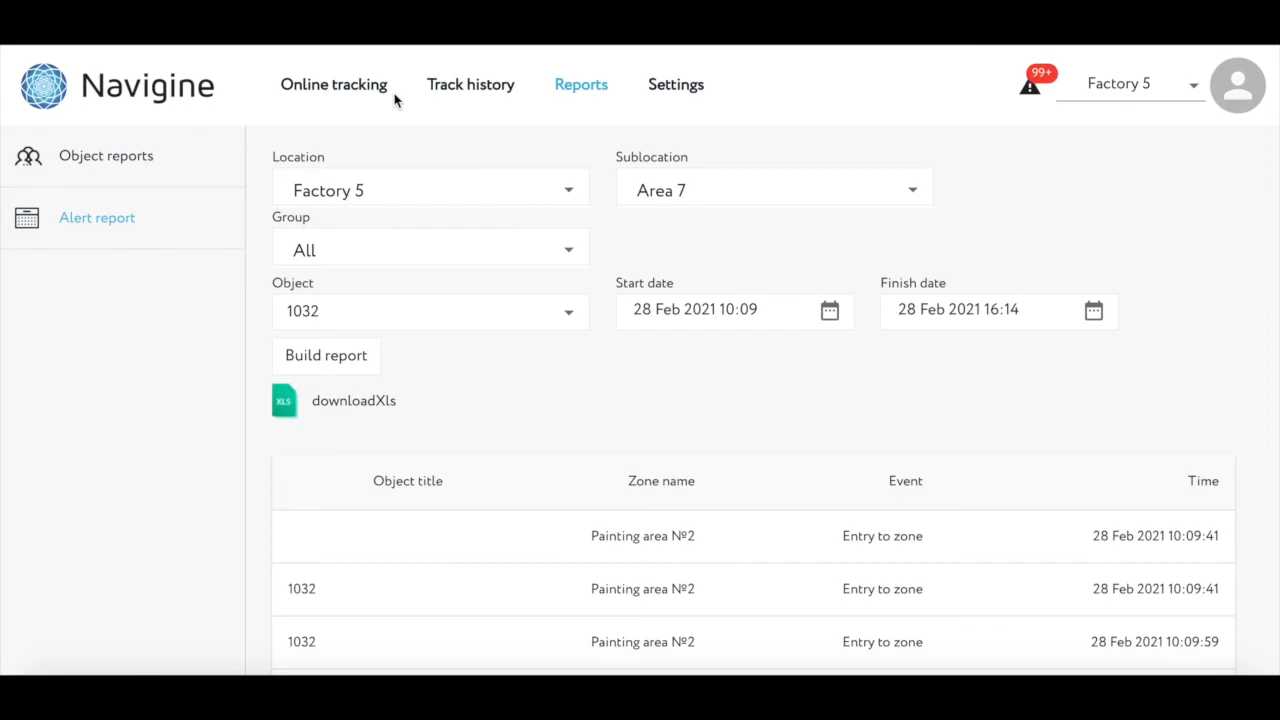 Navigine
Online tracking
Track history
Reports
Settings
99+
Factory 5
Object reports
Alert report
Location
Sublocation
Factory 5
Area 7
Group
All
Object
Start date
Finish date
1032
28 Feb 2021 10:09
28 Feb 2021 16:14
Build report
XLS
downloadXls
Object title
Zone name
Event
Time
Painting area №2
Entry to zone
28 Feb 2021 10:09:41
1032
Painting area №2
Entry to zone
28 Feb 2021 10:09:41
1032
Painting area №2
Entry to zone
28 Feb 2021 10:09:59